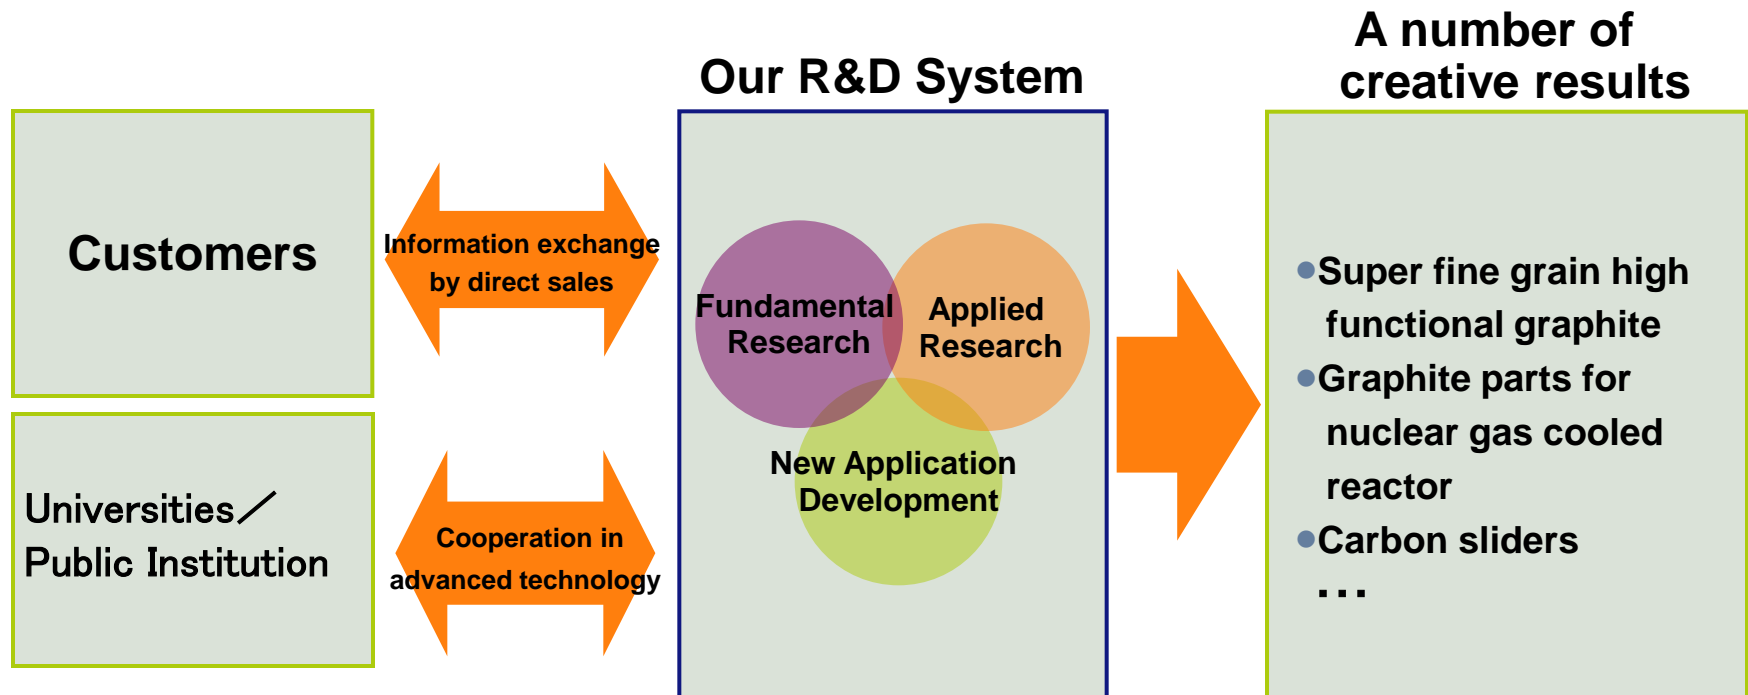 Customers
Universities／
Public Institution
Information exchange
by direct sales
Cooperation in
advanced technology
Our R&D System
Fundamental
Research
Applied
Research
New Application
Development
A number of
creative results
●Super fine grain high
functional graphite
●Graphite parts for
nuclear gas cooled
reactor
●Carbon sliders
…